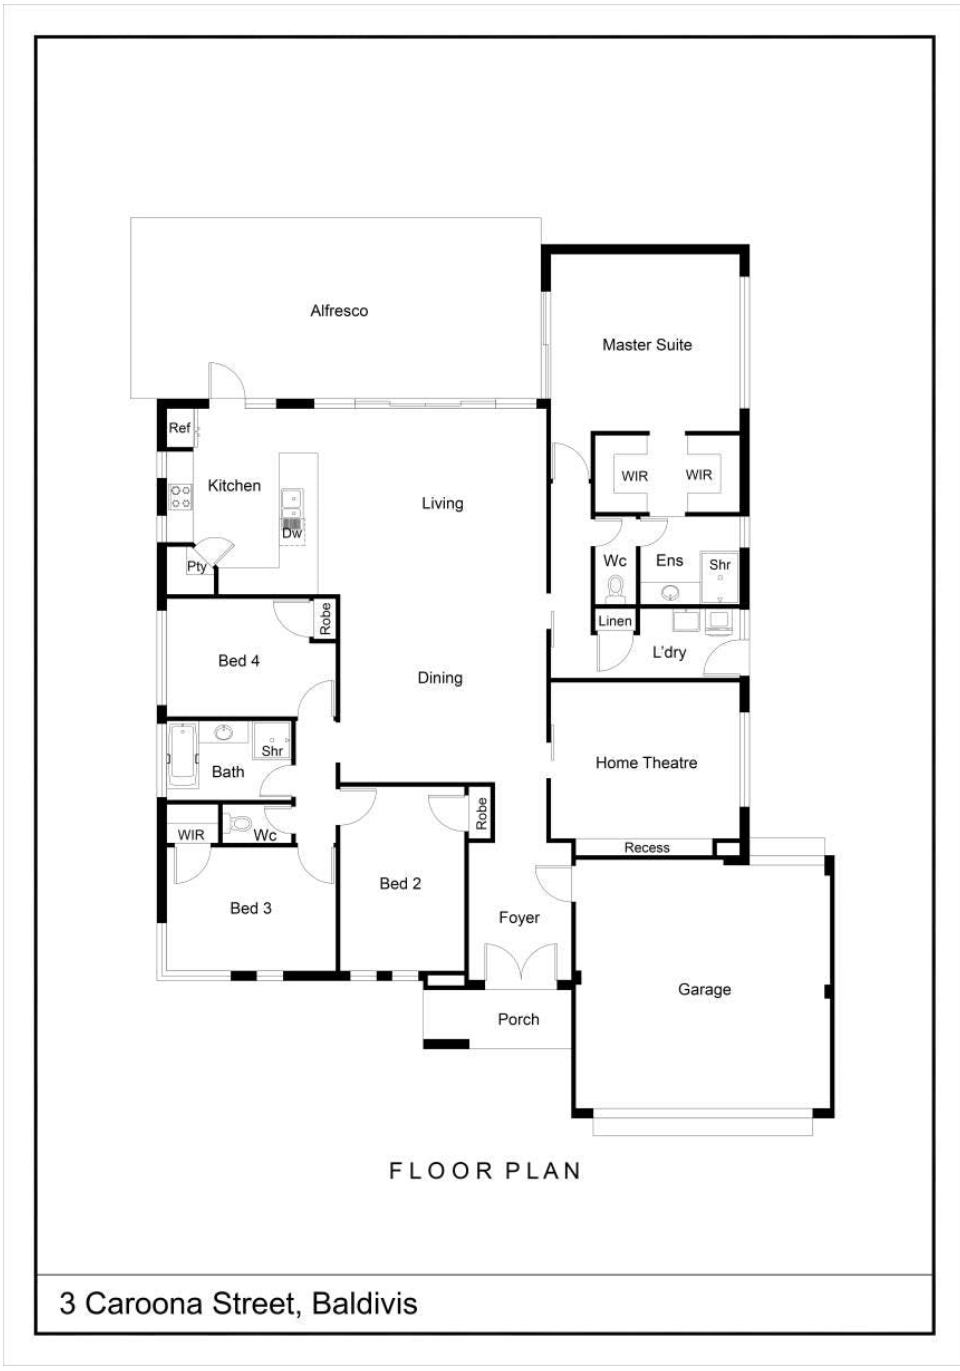 Alfresco
Master Suite
Ref
Kitchen
WIR
WIR
Living
Dw
Wc
Ens
Shr
Pty
Robe
Linen
Bed 4
L'dry
Dining
Shr
Bath
Home Theatre
WIR
Wc
Robe
Recess
Bed 2
Bed 3
Foyer
Garage
Porch
FLOOR PLAN
3 Caroona Street, Baldivis